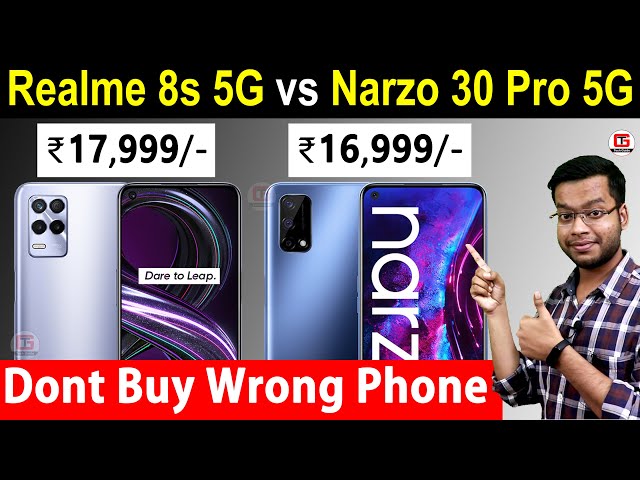 Realme 8s 5G vs Narzo 30 Pro 5G
₹17,999/-
₹16,999/-
Dare to Leap.
narzo
Dont Buy Wrong Phone